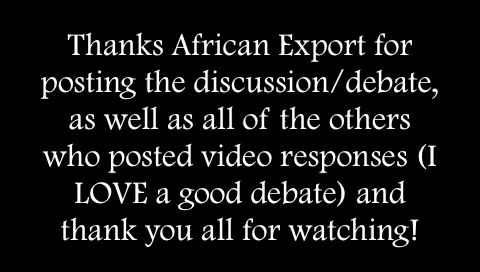 Thanks African Export for
posting the discussion/debate,
as well as all of the others
who posted video responses (I
LOVE a good debate) and
thank you all for watching!